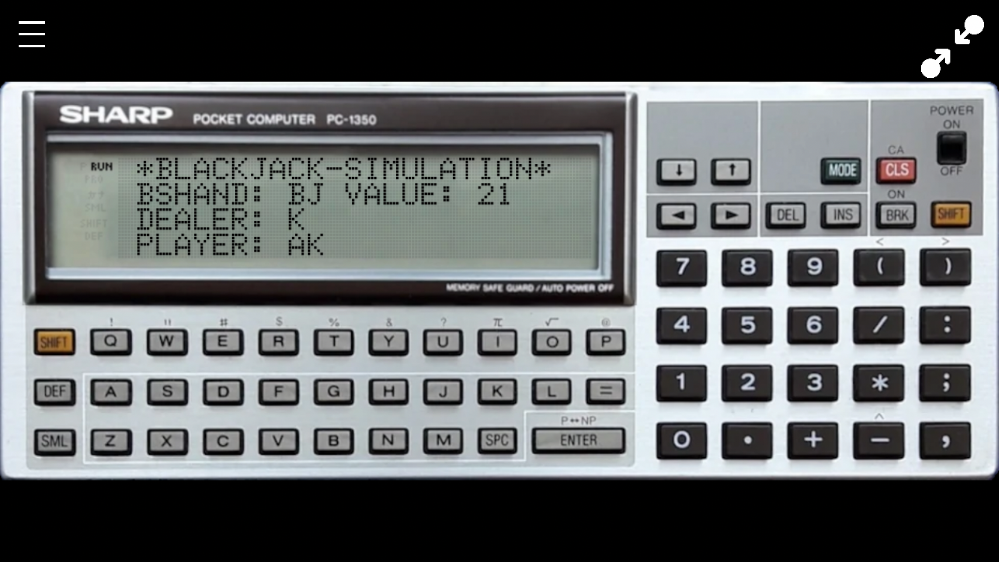 SHARP POCKET COMPUTER PC-1350
RUN
*BLACKJACK-SIMULATION*
BSHAND: BJ VALUE: 21
DEALER: K
PLAYER: AK
MEMORY SAFE GUARD / AUTO POWER OFF
POWER
ON
OFF
↓ ↑ MODE CA CLS
◄ ► DEL INS ON BRK SHIFT
< >
7 8 9 ( )
4 5 6 / :
1 2 3 * ;
^
0 . + - ,
! " # $ % & ? π √ @
SHIFT Q W E R T Y U I O P
DEF A S D F G H J K L =
P↔NP
SML Z X C V B N M SPC ENTER